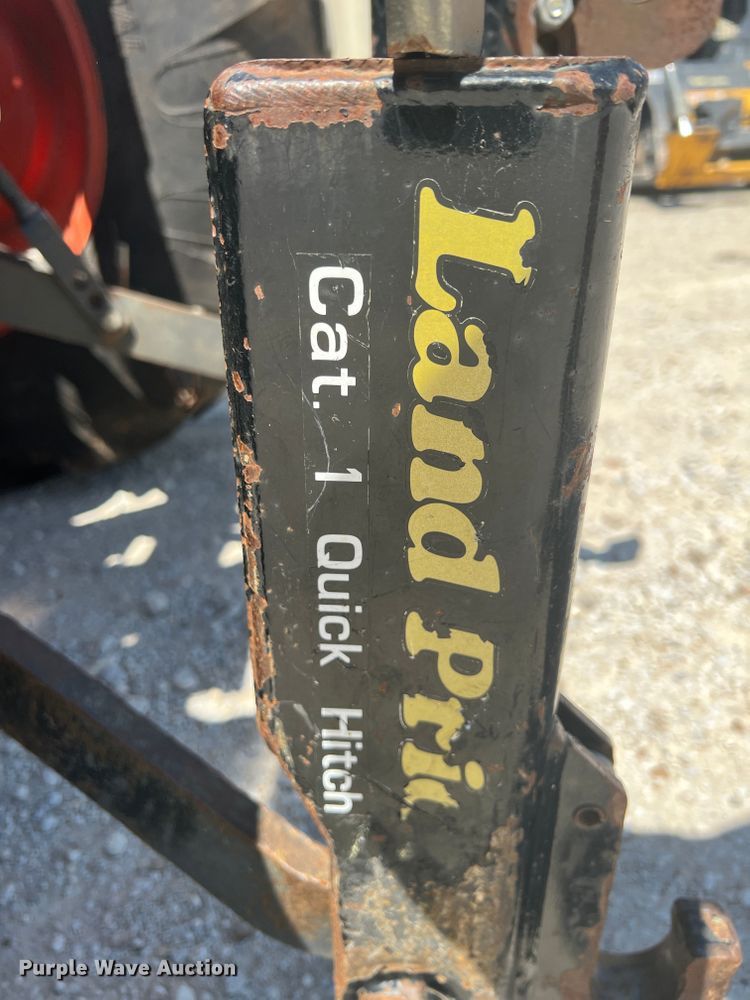 Land Pri
Cat. 1 Quick Hitch
Purple Wave Auction